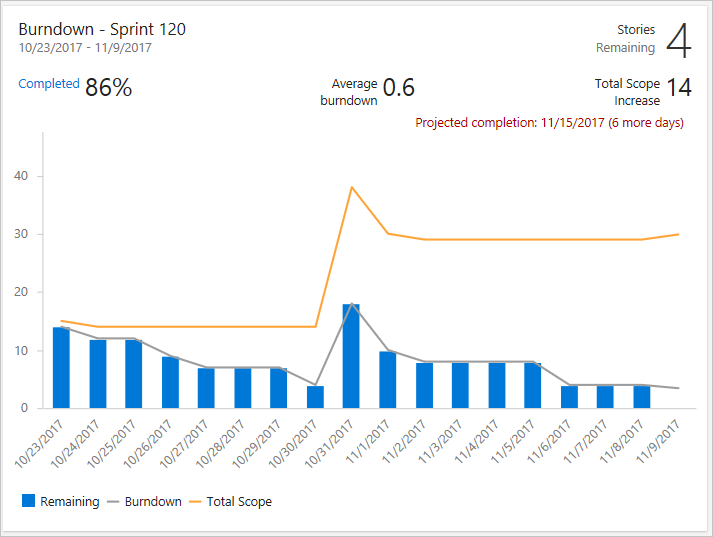 Burndown - Sprint 120
10/23/2017 - 11/9/2017
Stories
Remaining
4
Completed 86%
Average
burndown
0.6
Total Scope
Increase
14
Projected completion: 11/15/2017 (6 more days)
40
30
20
10
0
10/23/2017
10/24/2017
10/25/2017
10/26/2017
10/27/2017
10/28/2017
10/29/2017
10/30/2017
10/31/2017
11/1/2017
11/2/2017
11/3/2017
11/4/2017
11/5/2017
11/6/2017
11/7/2017
11/8/2017
11/9/2017
Remaining Burndown Total Scope